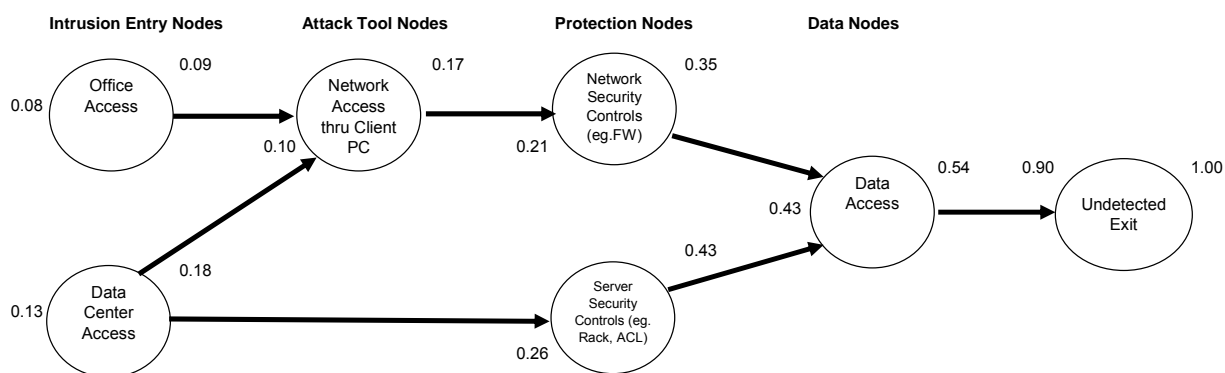 Intrusion Entry Nodes
Attack Tool Nodes
Protection Nodes
Data Nodes
0.08
Office
Access
0.09
0.10
Network
Access
thru Client
PC
0.17
0.21
Network
Security
Controls
(eg.FW)
0.35
0.43
Data
Access
0.54
0.90
Undetected
Exit
1.00
0.13
Data
Center
Access
0.18
0.26
Server
Security
Controls (eg.
Rack, ACL)
0.43